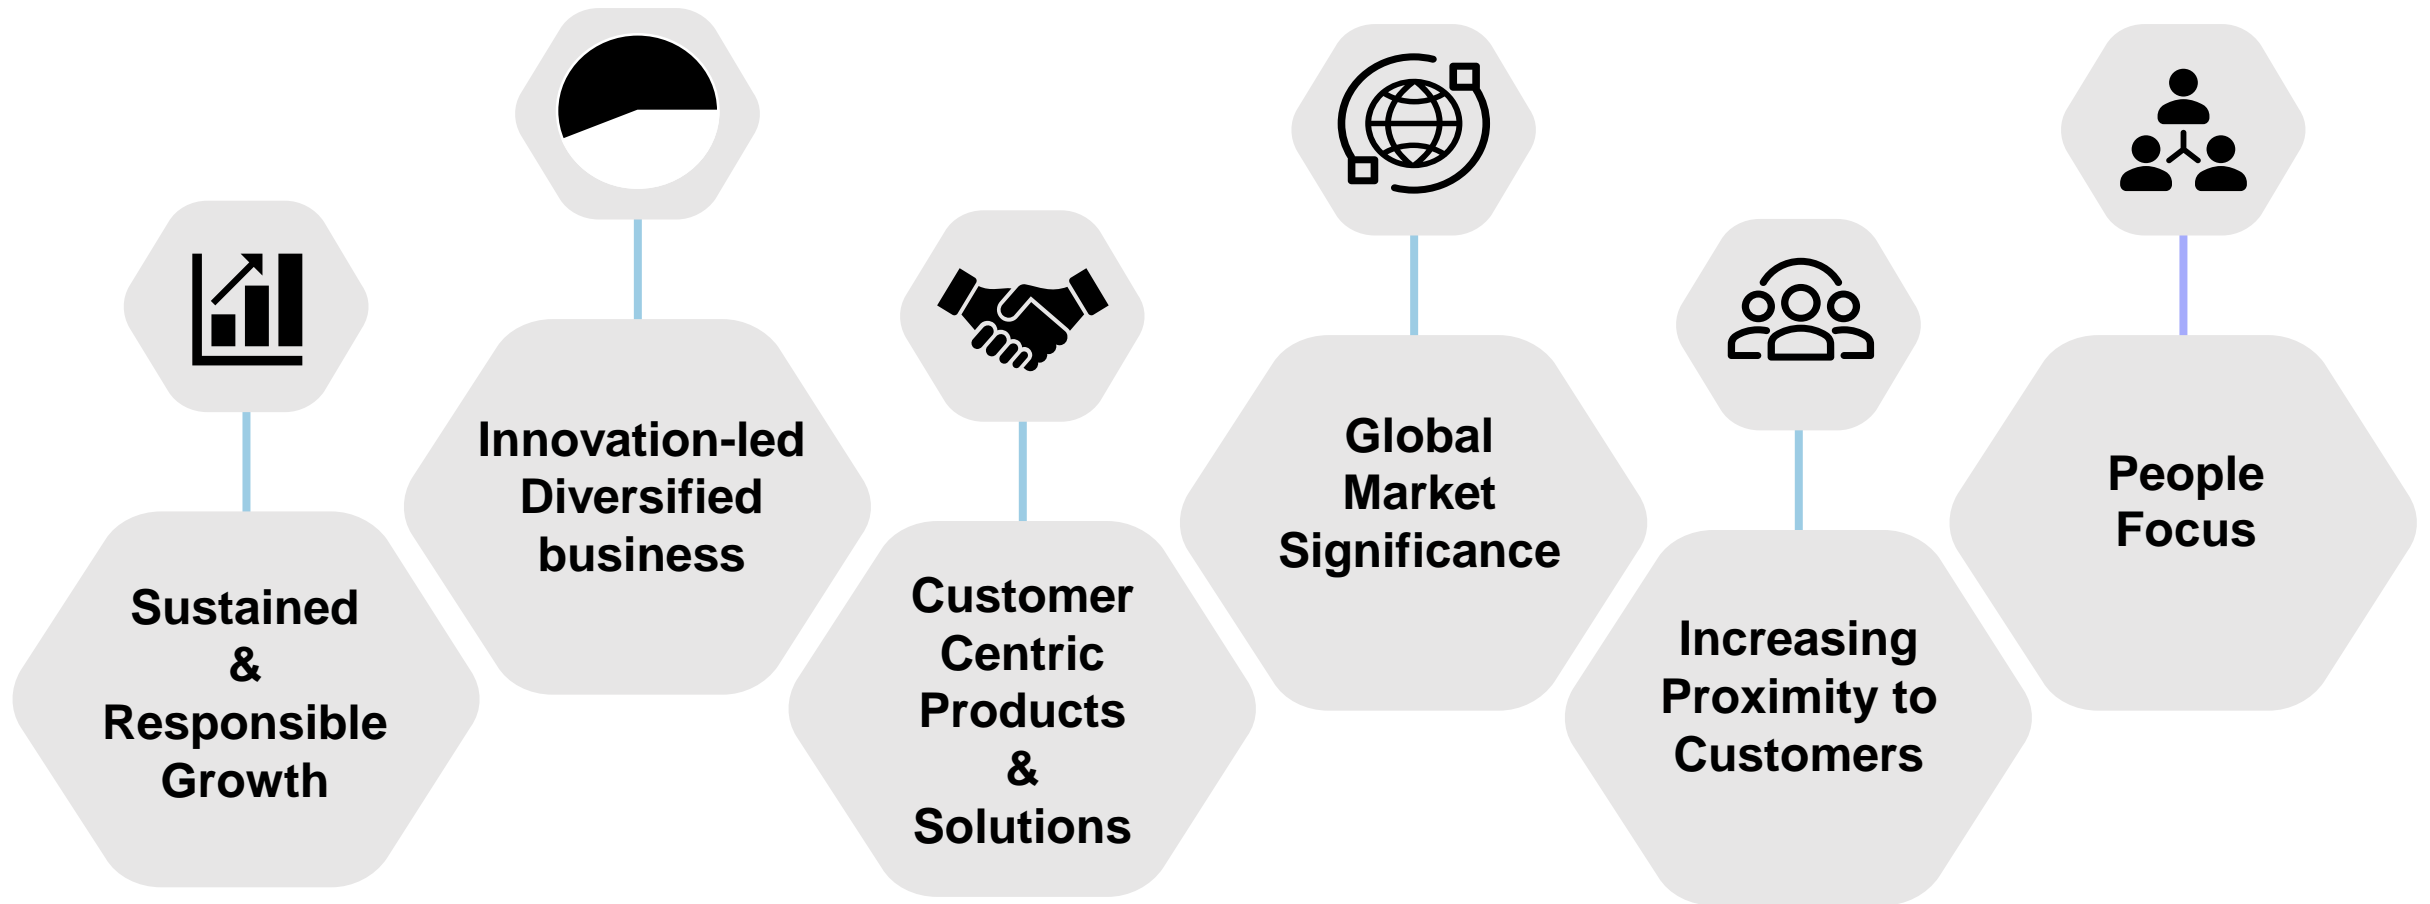 Sustained
&
Responsible
Growth
Innovation-led
Diversified
business
Customer
Centric
Products
&
Solutions
Global
Market
Significance
Increasing
Proximity to
Customers
People
Focus